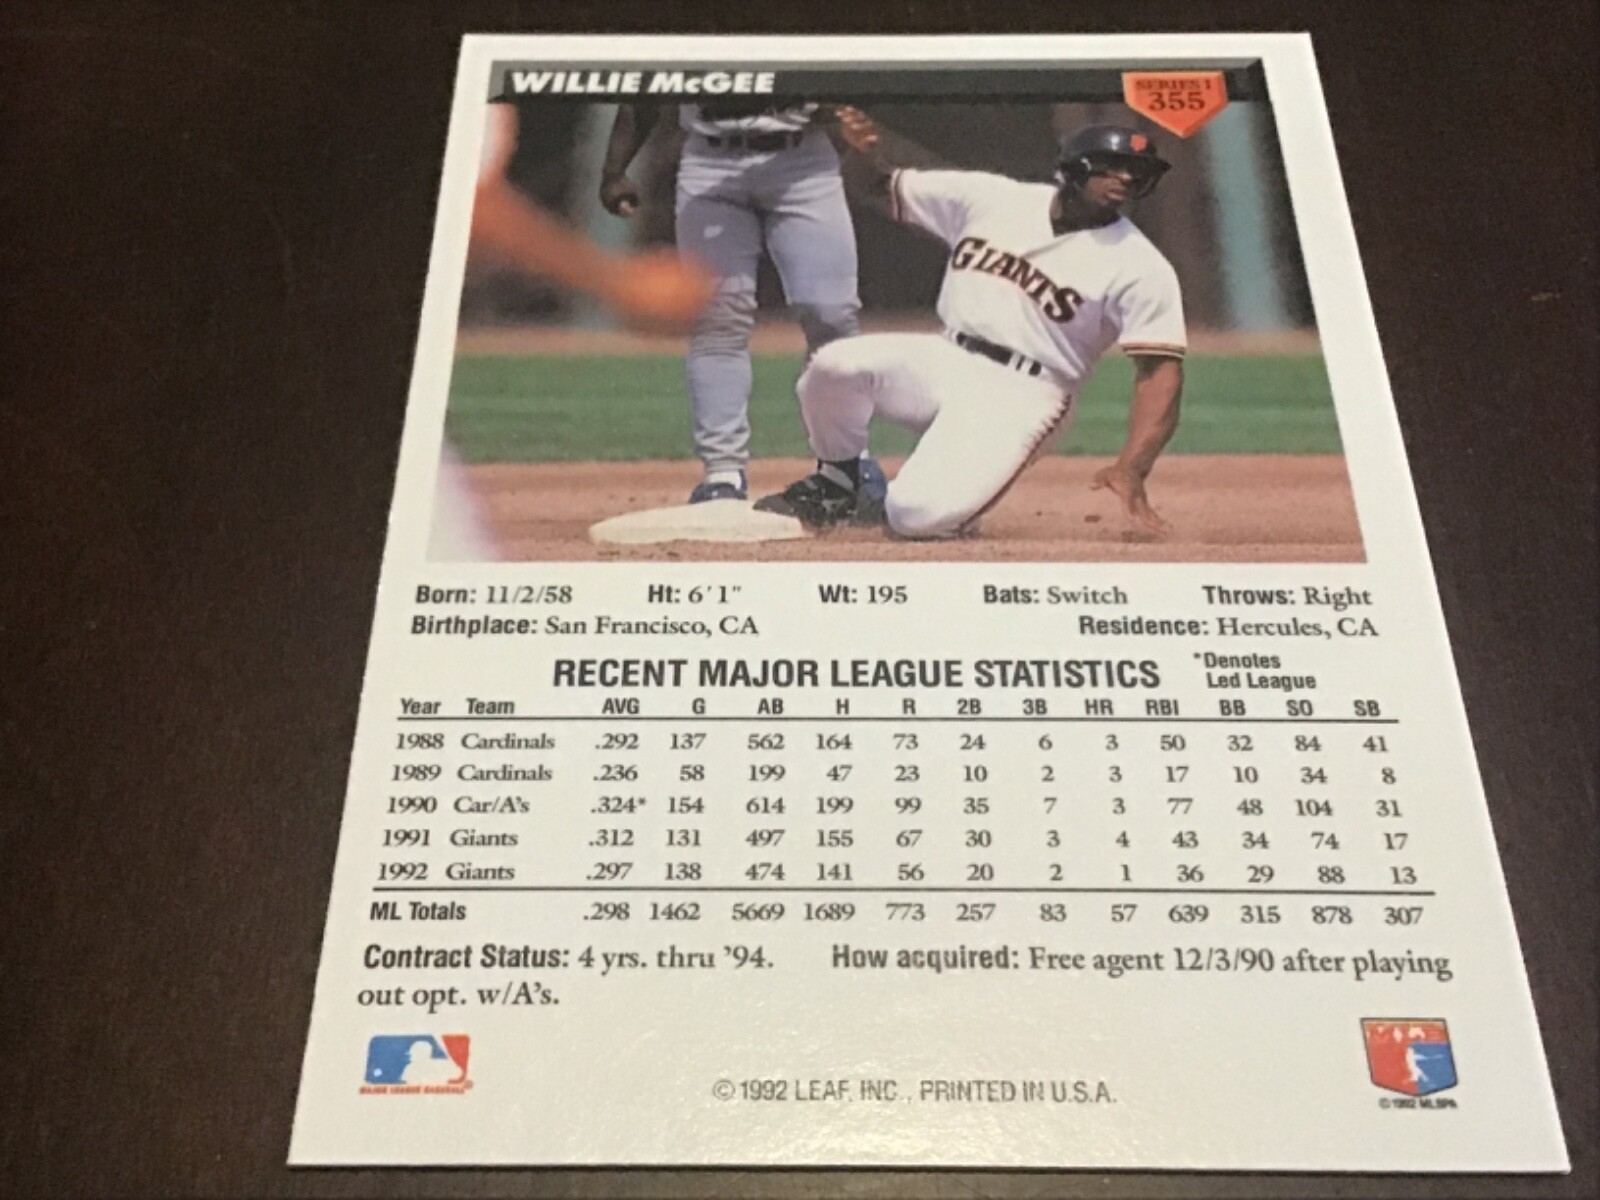 WILLIE McGEE
SERIES 1
355
GIANTS
Born: 11/2/58 Ht: 6'1" Wt: 195 Bats: Switch Throws: Right
Birthplace: San Francisco, CA Residence: Hercules, CA
RECENT MAJOR LEAGUE STATISTICS *Denotes
Led League
Year Team AVG G AB H R 2B 3B HR RBI BB SO SB
1988 Cardinals .292 137 562 164 73 24 6 3 50 32 84 41
1989 Cardinals .236 58 199 47 23 10 2 3 17 10 34 8
1990 Car/A's .324* 154 614 199 99 35 7 3 77 48 104 31
1991 Giants .312 131 497 155 67 30 3 4 43 34 74 17
1992 Giants .297 138 474 141 56 20 2 1 36 29 88 13
ML Totals .298 1462 5669 1689 773 257 83 57 639 315 878 307
Contract Status: 4 yrs. thru '94. How acquired: Free agent 12/3/90 after playing
out opt. w/A's.
MAJOR LEAGUE BASEBALL®
© 1992 LEAF, INC., PRINTED IN U.S.A.
© 1992 MLBPA